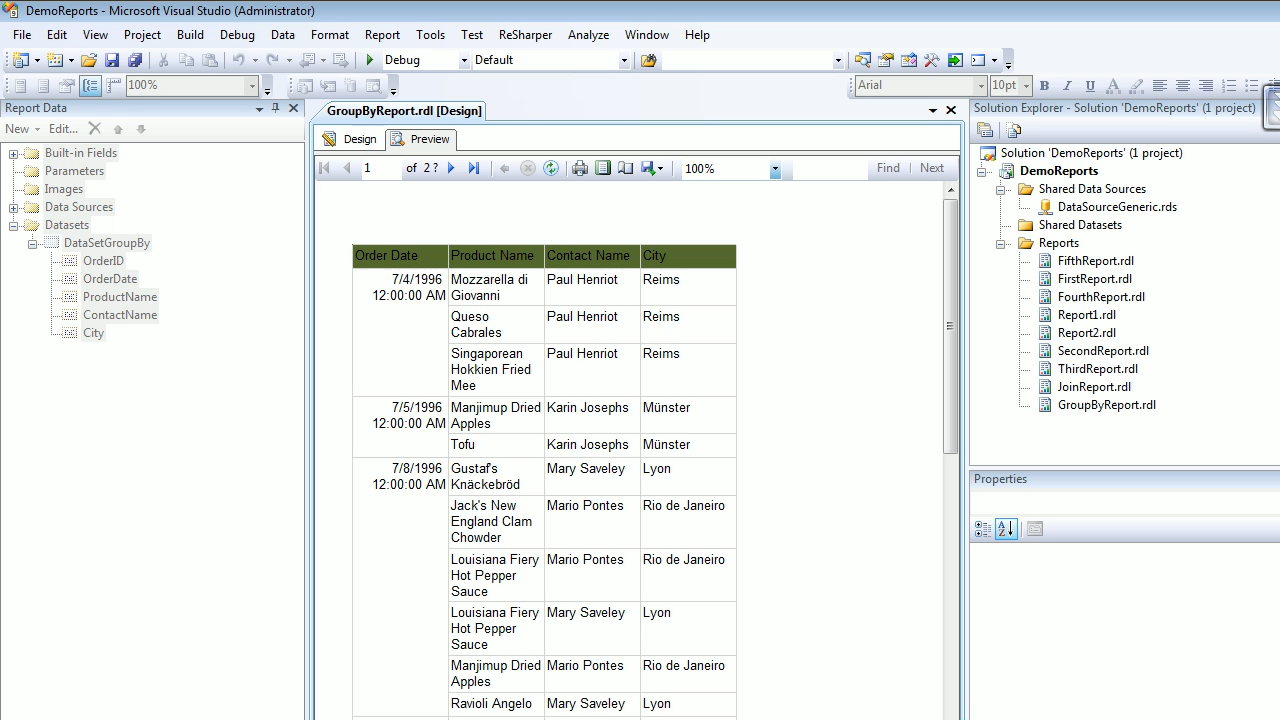 DemoReports - Microsoft Visual Studio (Administrator)
File Edit View Project Build Debug Data Format Report Tools Test ReSharper Analyze Window Help
Debug Default
100% Arial 10pt B I U A
Report Data
New Edit...
Built-in Fields
Parameters
Images
Data Sources
Datasets
DataSetGroupBy
OrderID
OrderDate
ProductName
ContactName
City
GroupByReport.rdl [Design]
Design Preview
1 of 2 ? 100% Find Next
Order Date Product Name Contact Name City
7/4/1996 12:00:00 AM Mozzarella di Giovanni Paul Henriot Reims
Queso Cabrales Paul Henriot Reims
Singaporean Hokkien Fried Mee Paul Henriot Reims
7/5/1996 12:00:00 AM Manjimup Dried Apples Karin Josephs Münster
Tofu Karin Josephs Münster
7/8/1996 12:00:00 AM Gustaf's Knäckebröd Mary Saveley Lyon
Jack's New England Clam Chowder Mario Pontes Rio de Janeiro
Louisiana Fiery Hot Pepper Sauce Mario Pontes Rio de Janeiro
Louisiana Fiery Hot Pepper Sauce Mary Saveley Lyon
Manjimup Dried Apples Mario Pontes Rio de Janeiro
Ravioli Angelo Mary Saveley Lyon
Solution Explorer - Solution 'DemoReports' (1 project)
Solution 'DemoReports' (1 project)
DemoReports
Shared Data Sources
DataSourceGeneric.rds
Shared Datasets
Reports
FifthReport.rdl
FirstReport.rdl
FourthReport.rdl
Report1.rdl
Report2.rdl
SecondReport.rdl
ThirdReport.rdl
JoinReport.rdl
GroupByReport.rdl
Properties